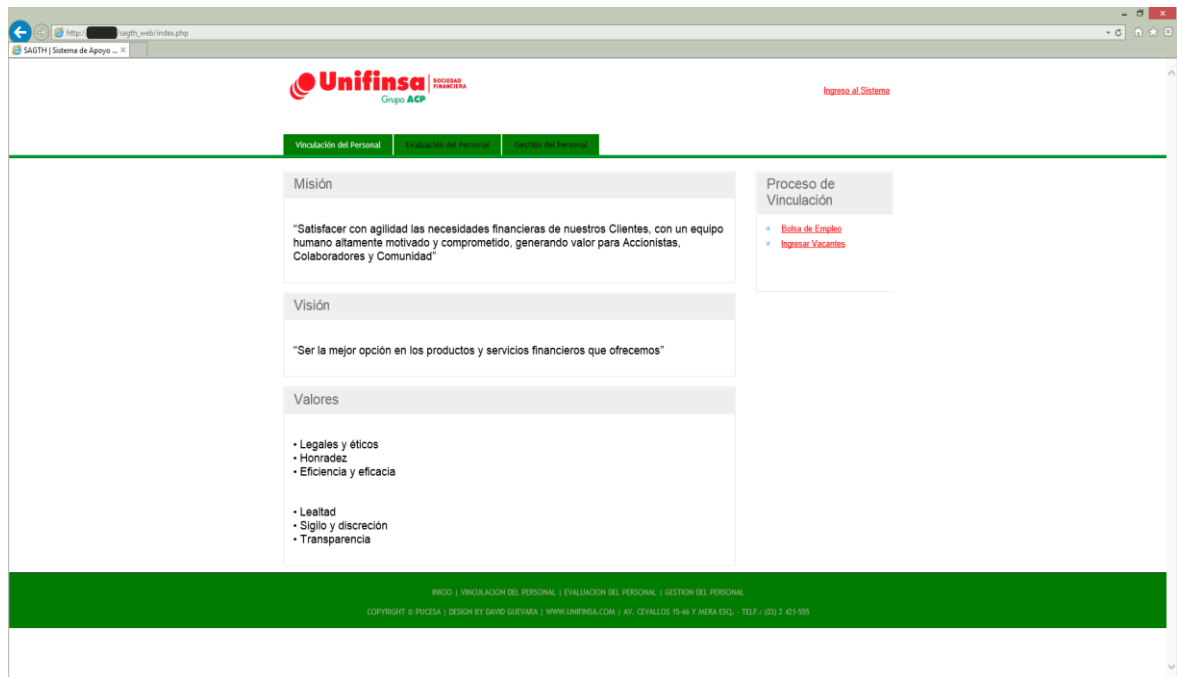 http:// /sagth_web/index.php
SAGTH | Sistema de Apoyo ...
Unifinsa SOCIEDAD FINANCIERA
Grupo ACP
Ingreso al Sistema
Vinculación del Personal Evaluación del Personal Gestión del Personal
Misión
"Satisfacer con agilidad las necesidades financieras de nuestros Clientes, con un equipo
humano altamente motivado y comprometido, generando valor para Accionistas,
Colaboradores y Comunidad"
Proceso de
Vinculación
Bolsa de Empleo
Ingresar Vacantes
Visión
"Ser la mejor opción en los productos y servicios financieros que ofrecemos"
Valores
• Legales y éticos
• Honradez
• Eficiencia y eficacia
• Lealtad
• Sigilo y discreción
• Transparencia
INICIO | VINCULACION DEL PERSONAL | EVALUACION DEL PERSONAL | GESTION DEL PERSONAL
COPYRIGHT © PUCESA | DESIGN BY DAVID GUEVARA | WWW.UNIFINSA.COM | AV. CEVALLOS 15-66 Y MERA ESQ. - TELF.: (03) 2 421-555